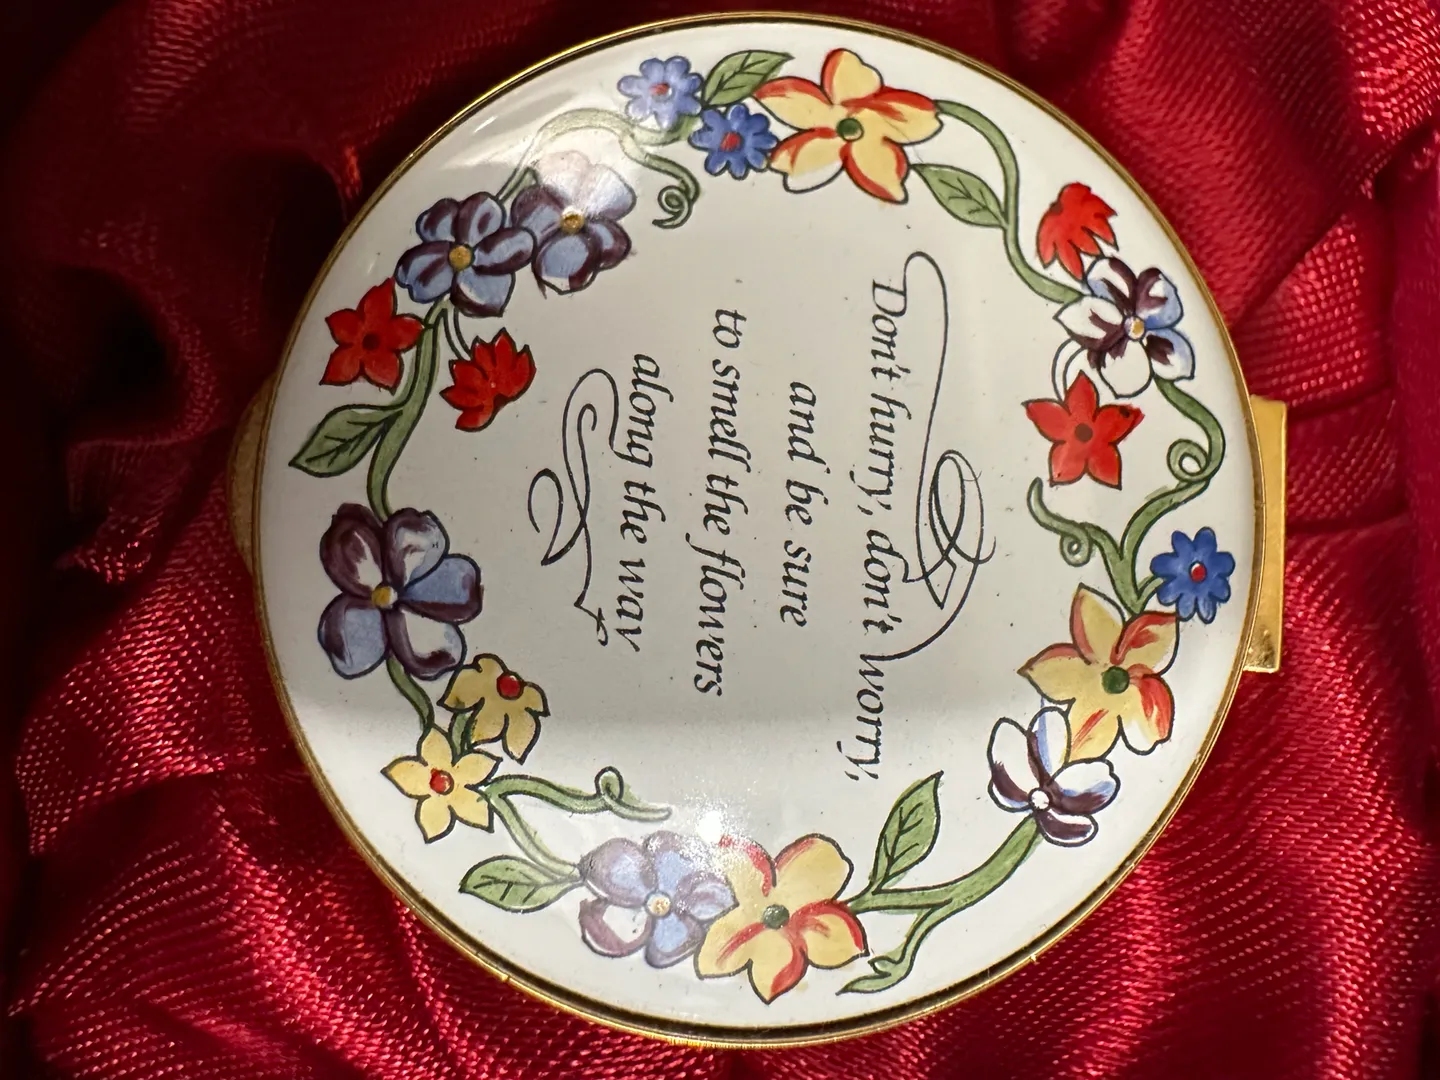 Don't hurry, don't worry,
and be sure
to smell the flowers
along the way